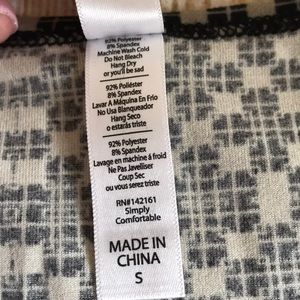 92% Polyester
8% Spandex
Machine Wash Cold
Do Not Bleach
Hang Dry
or you'll be sad
92% Poliéster
8% Spandex
Lavar A Máquina En Frío
No Usa Blanqueador
Hang Seco
o estarás triste
92% Polyester
8% Spandex
Lavage en machine á froid
Ne Pas Javelliser
Coup Sec
ou vous serez triste
RN#142161
Simply
Comfortable
MADE IN
CHINA
S